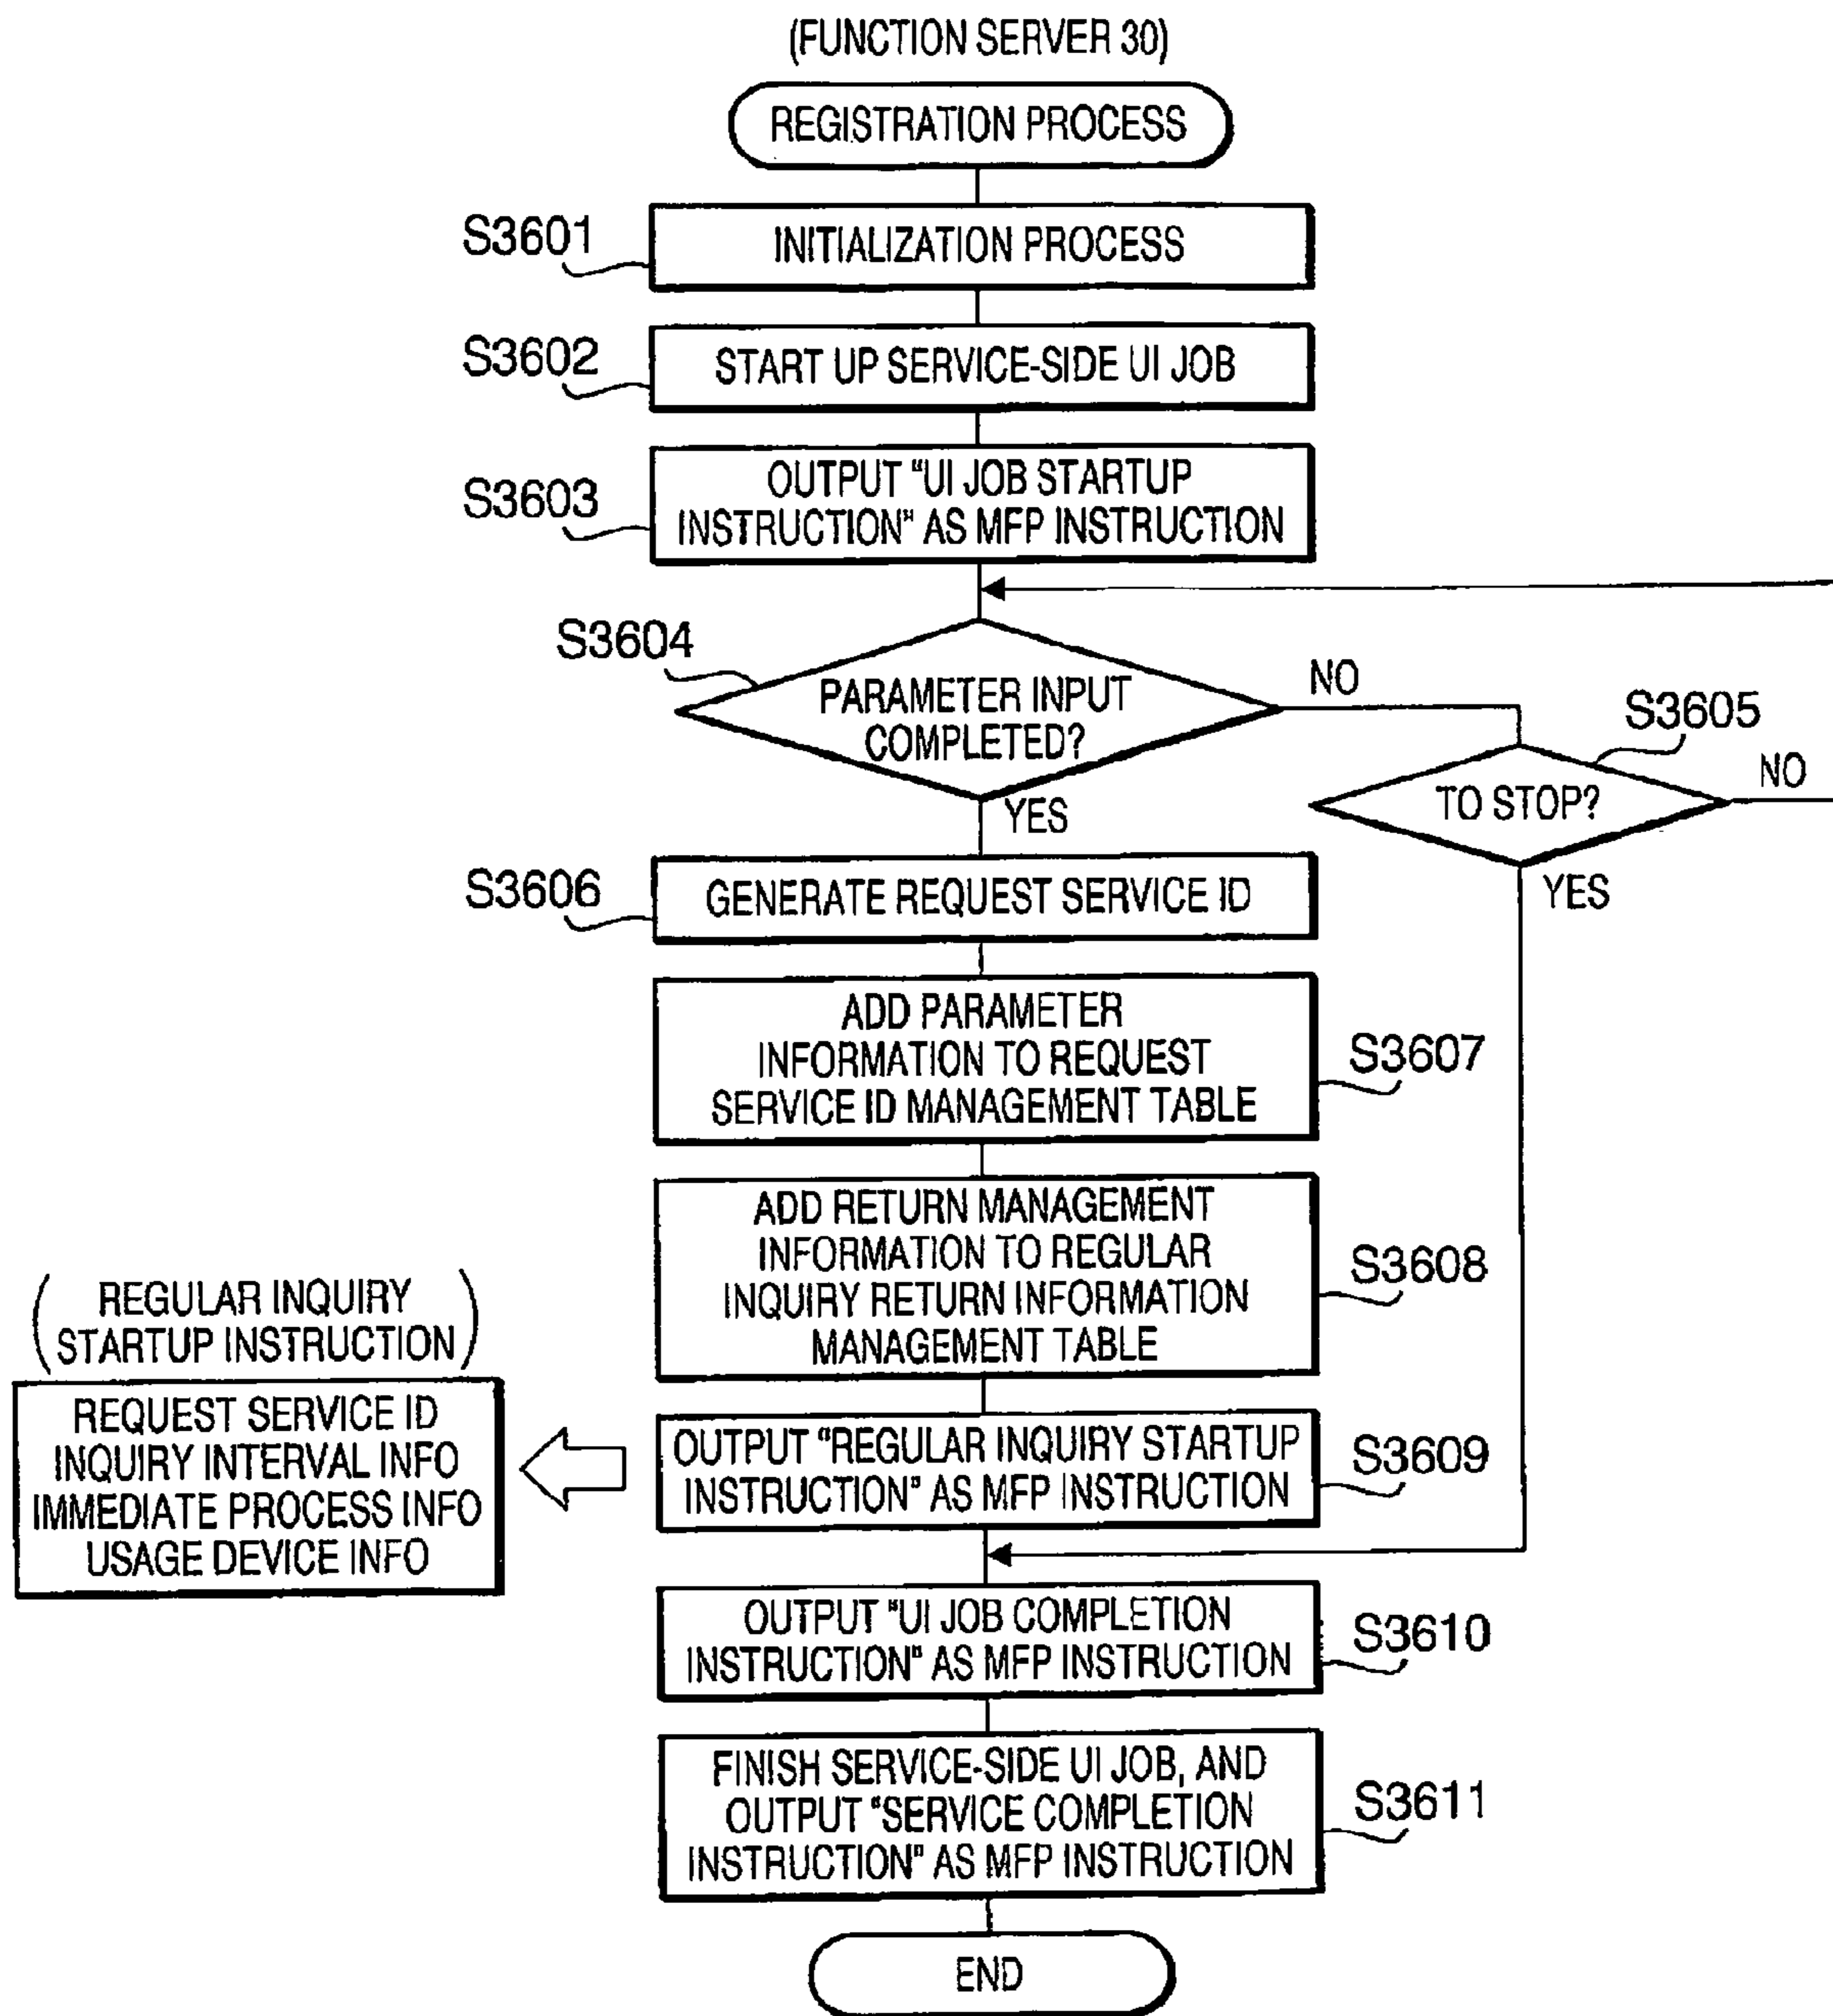 (FUNCTION SERVER 30)
REGISTRATION PROCESS
S3601
INITIALIZATION PROCESS
S3602
START UP SERVICE-SIDE UI JOB
S3603
OUTPUT "UI JOB STARTUP
INSTRUCTION" AS MFP INSTRUCTION
S3604
PARAMETER INPUT
COMPLETED?
NO
YES
S3605
TO STOP?
NO
YES
S3606
GENERATE REQUEST SERVICE ID
ADD PARAMETER
INFORMATION TO REQUEST
SERVICE ID MANAGEMENT TABLE
S3607
ADD RETURN MANAGEMENT
INFORMATION TO REGULAR
INQUIRY RETURN INFORMATION
MANAGEMENT TABLE
S3608
(REGULAR INQUIRY
STARTUP INSTRUCTION)
REQUEST SERVICE ID
INQUIRY INTERVAL INFO
IMMEDIATE PROCESS INFO
USAGE DEVICE INFO
OUTPUT "REGULAR INQUIRY STARTUP
INSTRUCTION" AS MFP INSTRUCTION
S3609
OUTPUT "UI JOB COMPLETION
INSTRUCTION" AS MFP INSTRUCTION
S3610
FINISH SERVICE-SIDE UI JOB, AND
OUTPUT "SERVICE COMPLETION
INSTRUCTION" AS MFP INSTRUCTION
S3611
END